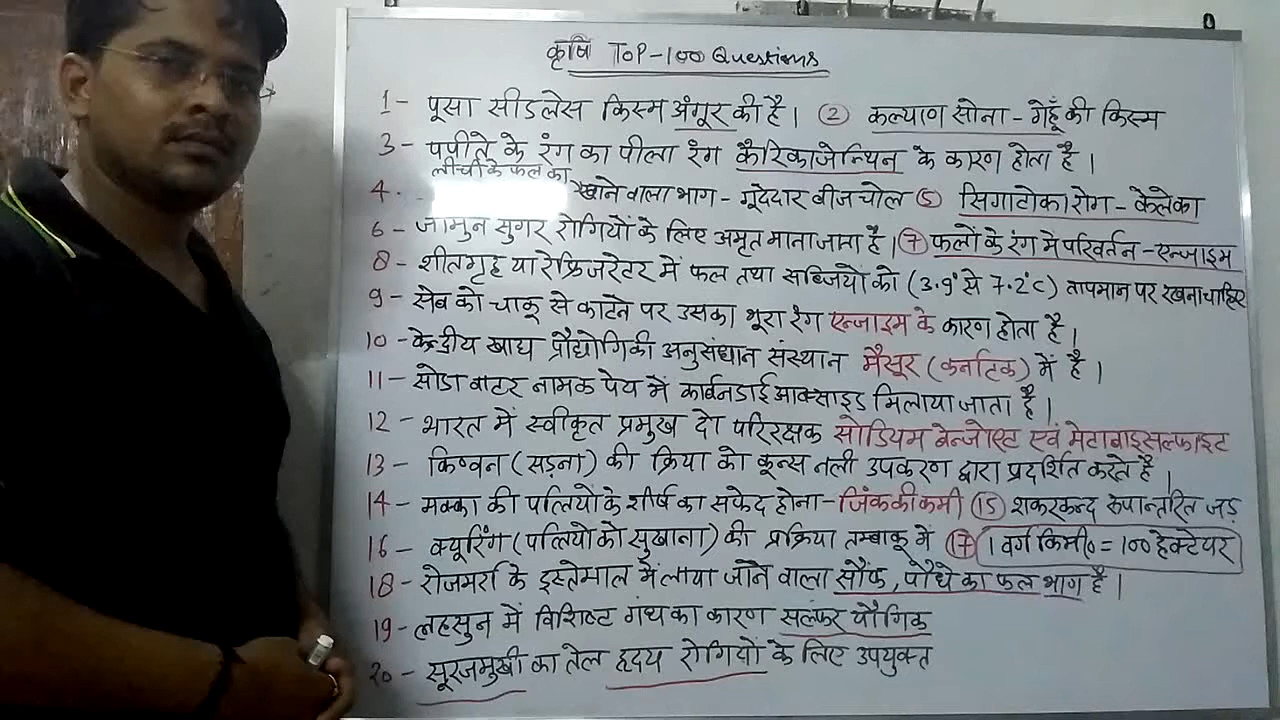 कृषि TOP-100 Questions
1- पूसा सीडलेस किस्म अंगूर की है। ② कल्याण सोना - गेहूँ की किस्म
3- पपीते के रंग का पीला रंग कैरिकाजेन्थिन के कारण होता है।
लीची के फल का
4. - खाने वाला भाग - गूदेदार बीजचोल ⑤ सिगाटोका रोग - केले का
6- जामुन सुगर रोगियों के लिए अमृत माना जाता है। ⑦ फलों के रंग में परिवर्तन - एन्जाइम
8- शीतगृह या रेफ्रिजरेटर में फल तथा सब्जियों को (3.9° से 7.2°c) तापमान पर रखना चाहिए
9- सेब को चाकू से काटने पर उसका भूरा रंग एन्जाइम के कारण होता है।
10- केन्द्रीय खाद्य प्रौद्योगिकी अनुसंधान संस्थान मैसूर (कर्नाटक) में है।
11- सोडा वाटर नामक पेय में कार्बनडाई आक्साइड मिलाया जाता है।
12- भारत में स्वीकृत प्रमुख दो परिरक्षक सोडियम बेन्जोएट एवं मेटाबाइसल्फाइट
13- किण्वन (सड़ना) की क्रिया को कून्स नली उपकरण द्वारा प्रदर्शित करते है।
14- मक्का की पत्तियों के शीर्ष का सफेद होना - जिंक की कमी ⑮ शकरकन्द रूपान्तरित जड़
16- क्यूरिंग (पत्तियों को सुखाना) की प्रक्रिया तम्बाकू में ⑰ 1 वर्ग किमी० = 100 हेक्टेयर
18- रोजमर्रा के इस्तेमाल में लाया जाने वाला सौंफ, पौधे का फल भाग है।
19- लहसुन में विशिष्ट गंध का कारण सल्फर यौगिक
20- सूरजमुखी का तेल हृदय रोगियों के लिए उपयुक्त